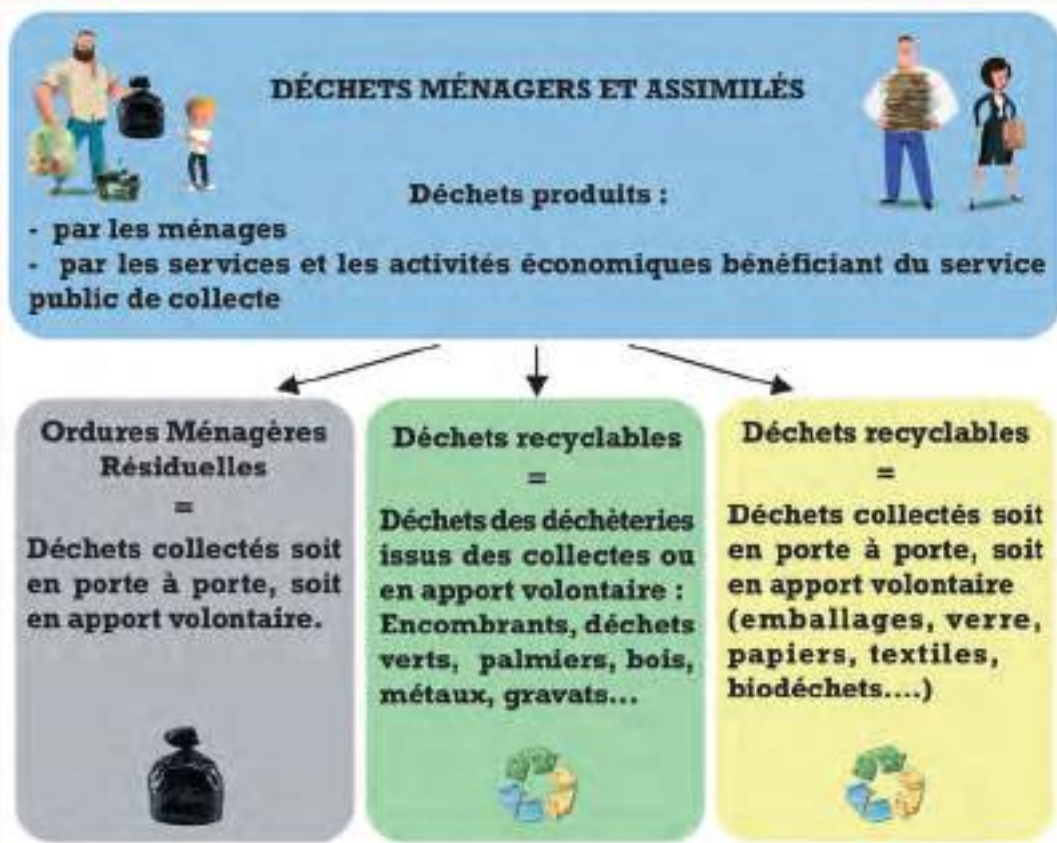 DÉCHETS MÉNAGERS ET ASSIMILÉS
Déchets produits :
- par les ménages
- par les services et les activités économiques bénéficiant du service
public de collecte
Ordures Ménagères
Résiduelles
=
Déchets collectés soit
en porte à porte, soit
en apport volontaire.
Déchets recyclables
=
Déchets des déchèteries
issus des collectes ou
en apport volontaire :
Encombrants, déchets
verts, palmiers, bois,
métaux, gravats...
Déchets recyclables
=
Déchets collectés soit
en porte à porte, soit
en apport volontaire
(emballages, verre,
papiers, textiles,
biodéchets....)